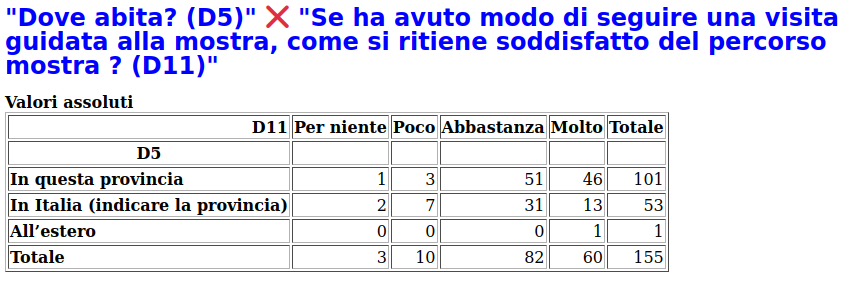 "Dove abita? (D5)" ❌ "Se ha avuto modo di seguire una visita
guidata alla mostra, come si ritiene soddisfatto del percorso
mostra ? (D11)"
Valori assoluti
D11 Per niente Poco Abbastanza Molto Totale
D5
In questa provincia 1 3 51 46 101
In Italia (indicare la provincia) 2 7 31 13 53
All’estero 0 0 0 1 1
Totale 3 10 82 60 155